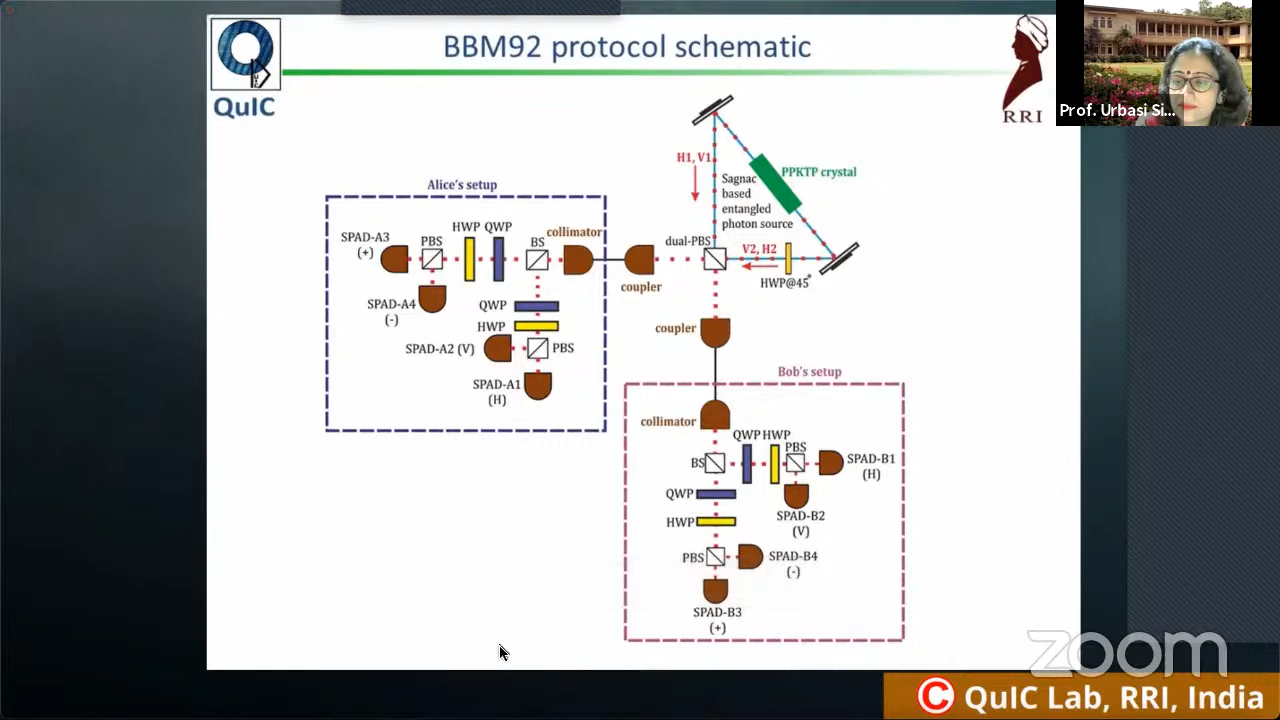 BBM92 protocol schematic
QuIC
RRI
Prof. Urbasi Si...
H1, V1
PPKTP crystal
Sagnac
based
entangled
photon source
dual-PBS
V2, H2
HWP@45°
coupler
coupler
Alice's setup
SPAD-A3
(+)
PBS
HWP
QWP
BS
collimator
SPAD-A4
(-)
QWP
HWP
SPAD-A2 (V)
PBS
SPAD-A1
(H)
Bob's setup
collimator
QWP
HWP
PBS
BS
SPAD-B1
(H)
QWP
SPAD-B2
(V)
HWP
PBS
SPAD-B4
(-)
SPAD-B3
(+)
zoom
© QuIC Lab, RRI, India